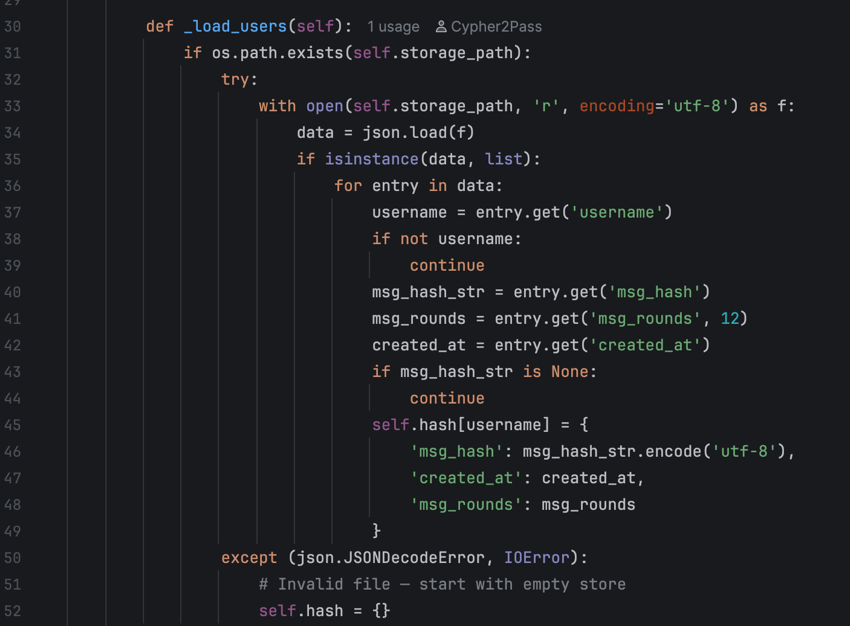 29
30 def _load_users(self): 1 usage Cypher2Pass
31 if os.path.exists(self.storage_path):
32 try:
33 with open(self.storage_path, 'r', encoding='utf-8') as f:
34 data = json.load(f)
35 if isinstance(data, list):
36 for entry in data:
37 username = entry.get('username')
38 if not username:
39 continue
40 msg_hash_str = entry.get('msg_hash')
41 msg_rounds = entry.get('msg_rounds', 12)
42 created_at = entry.get('created_at')
43 if msg_hash_str is None:
44 continue
45 self.hash[username] = {
46 'msg_hash': msg_hash_str.encode('utf-8'),
47 'created_at': created_at,
48 'msg_rounds': msg_rounds
49 }
50 except (json.JSONDecodeError, IOError):
51 # Invalid file — start with empty store
52 self.hash = {}